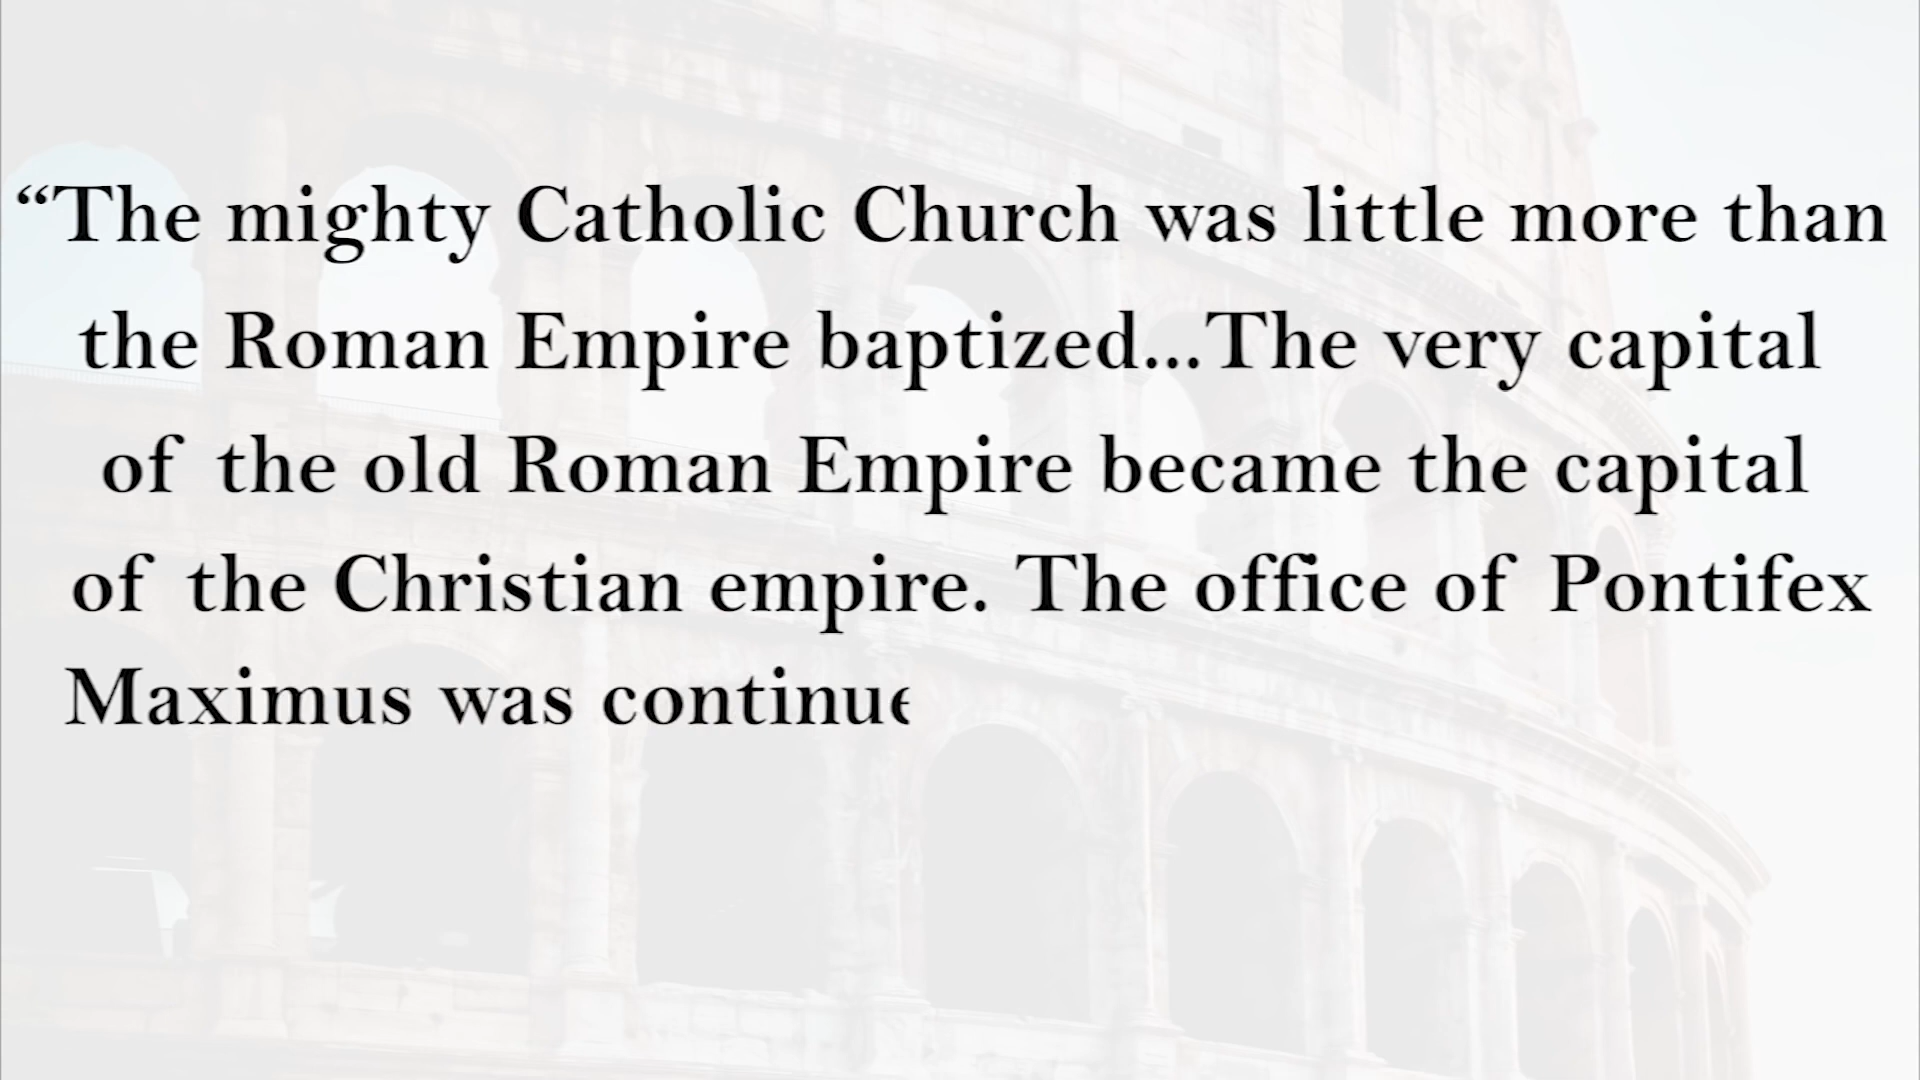 “The mighty Catholic Church was little more than
the Roman Empire baptized...The very capital
of the old Roman Empire became the capital
of the Christian empire. The office of Pontifex
Maximus was continue